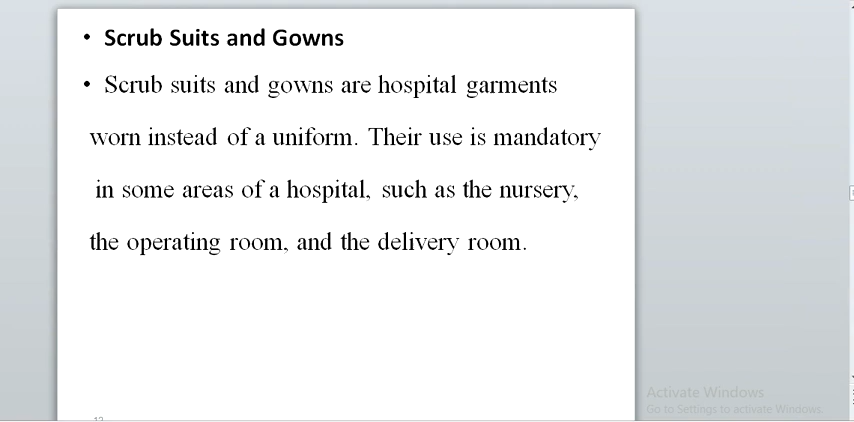 • Scrub Suits and Gowns
• Scrub suits and gowns are hospital garments
worn instead of a uniform. Their use is mandatory
in some areas of a hospital, such as the nursery,
the operating room, and the delivery room.
Activate Windows
Go to Settings to activate Windows.